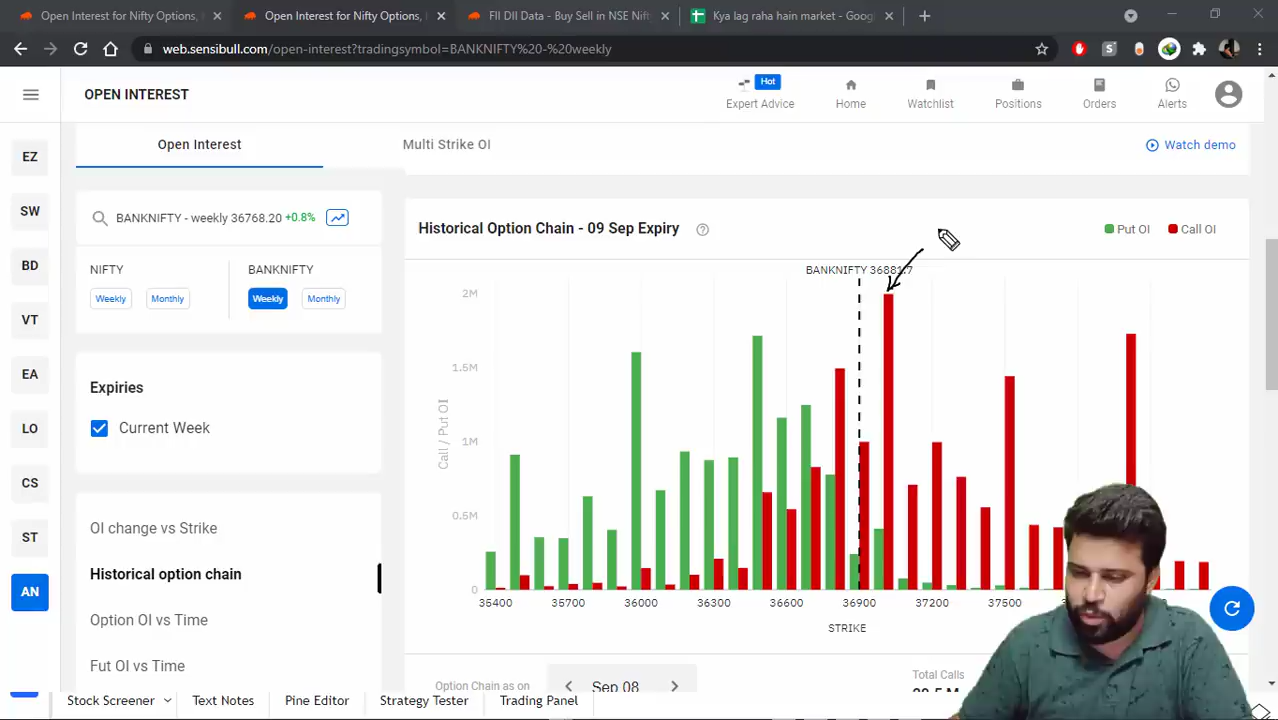 Open Interest for Nifty Options,
Open Interest for Nifty Options,
FII DII Data - Buy Sell in NSE Nift
Kya lag raha hain market - Goog
web.sensibull.com/open-interest?tradingsymbol=BANKNIFTY%20-%20weekly
OPEN INTEREST
Hot
Expert Advice
Home
Watchlist
Positions
Orders
Alerts
Open Interest
Multi Strike OI
Watch demo
EZ
SW
BD
VT
EA
LO
CS
ST
AN
BANKNIFTY - weekly 36768.20 +0.8%
NIFTY
BANKNIFTY
Weekly
Monthly
Weekly
Monthly
Expiries
Current Week
OI change vs Strike
Historical option chain
Option OI vs Time
Fut OI vs Time
Historical Option Chain - 09 Sep Expiry
Put OI
Call OI
BANKNIFTY 36881.7
2M
1.5M
1M
0.5M
0
Call / Put OI
35400 35700 36000 36300 36600 36900 37200 37500
STRIKE
Option Chain as on
Sep 08
Total Calls
Stock Screener
Text Notes
Pine Editor
Strategy Tester
Trading Panel